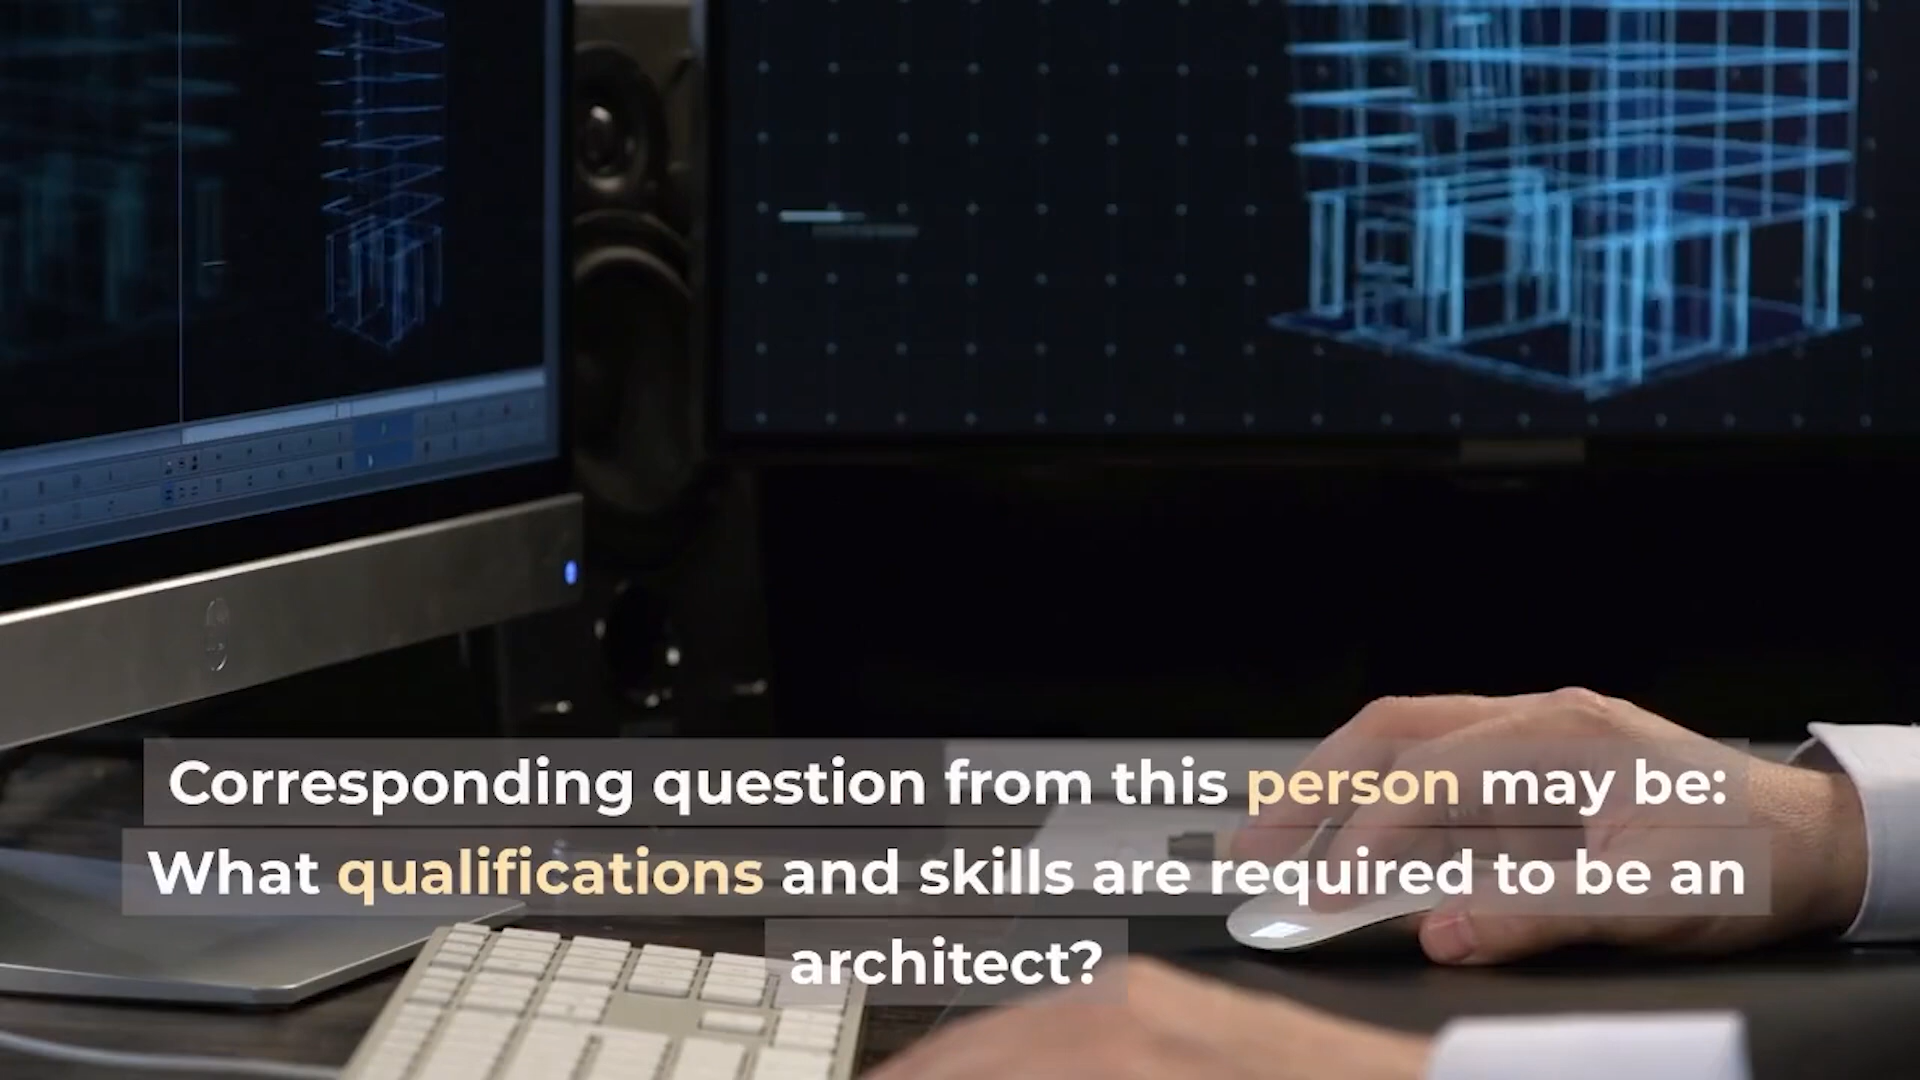 Corresponding question from this person may be:
What qualifications and skills are required to be an
architect?